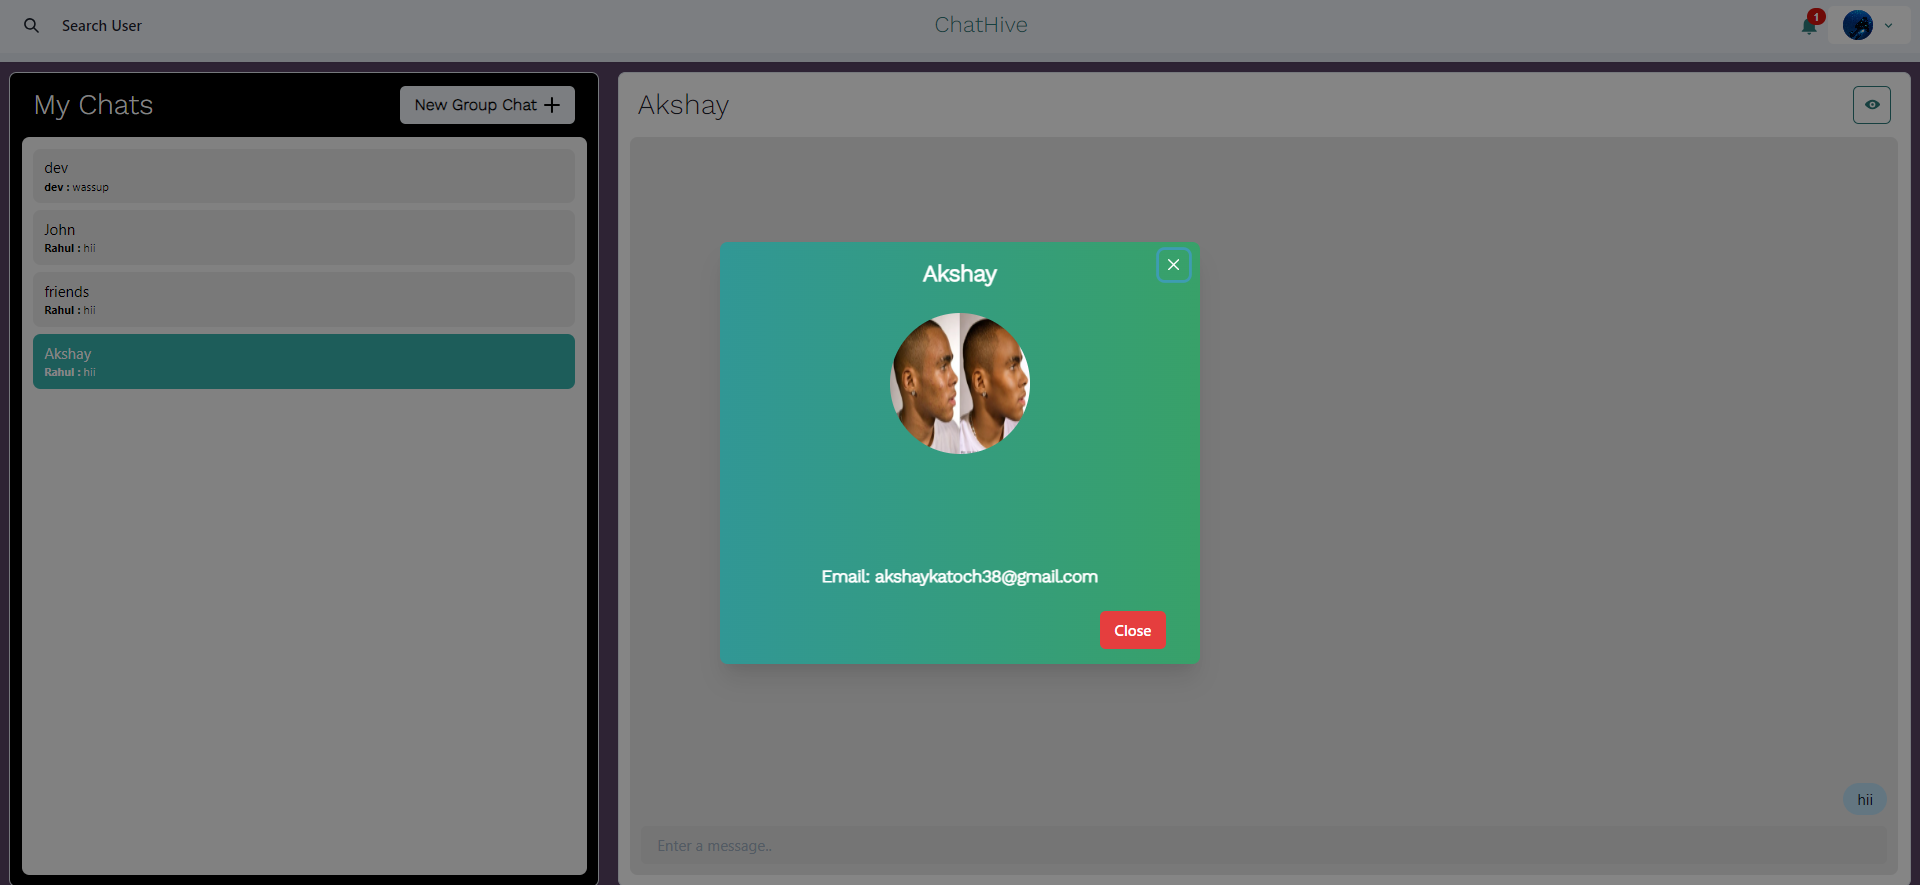 Search User
ChatHive
1
My Chats
New Group Chat
dev
dev : wassup
John
Rahul : hii
friends
Rahul : hii
Akshay
Rahul : hii
Akshay
Akshay
Email: akshaykatoch38@gmail.com
Close
hii
Enter a message..